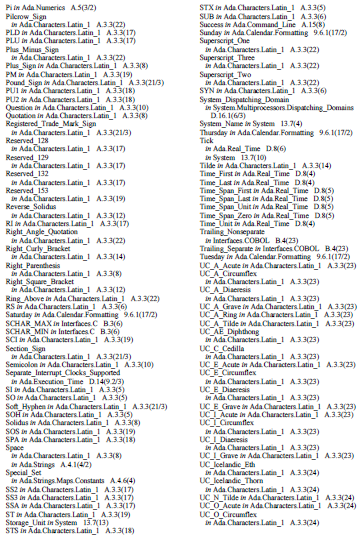 Pi in Ada.Numerics   A.5(3/2)
Pilcrow_Sign
in Ada.Characters.Latin_1   A.3.3(22)
PLD in Ada.Characters.Latin_1   A.3.3(17)
PLU in Ada.Characters.Latin_1   A.3.3(17)
Plus_Minus_Sign
in Ada.Characters.Latin_1   A.3.3(22)
Plus_Sign in Ada.Characters.Latin_1   A.3.3(8)
PM in Ada.Characters.Latin_1   A.3.3(19)
Pound_Sign in Ada.Characters.Latin_1   A.3.3(21/3)
PU1 in Ada.Characters.Latin_1   A.3.3(18)
PU2 in Ada.Characters.Latin_1   A.3.3(18)
Question in Ada.Characters.Latin_1   A.3.3(10)
Quotation in Ada.Characters.Latin_1   A.3.3(8)
Registered_Trade_Mark_Sign
in Ada.Characters.Latin_1   A.3.3(21/3)
Reserved_128
in Ada.Characters.Latin_1   A.3.3(17)
Reserved_129
in Ada.Characters.Latin_1   A.3.3(17)
Reserved_132
in Ada.Characters.Latin_1   A.3.3(17)
Reserved_153
in Ada.Characters.Latin_1   A.3.3(19)
Reverse_Solidus
in Ada.Characters.Latin_1   A.3.3(12)
RI in Ada.Characters.Latin_1   A.3.3(17)
Right_Angle_Quotation
in Ada.Characters.Latin_1   A.3.3(22)
Right_Curly_Bracket
in Ada.Characters.Latin_1   A.3.3(14)
Right_Parenthesis
in Ada.Characters.Latin_1   A.3.3(8)
Right_Square_Bracket
in Ada.Characters.Latin_1   A.3.3(12)
Ring_Above in Ada.Characters.Latin_1   A.3.3(22)
RS in Ada.Characters.Latin_1   A.3.3(6)
Saturday in Ada.Calendar.Formatting   9.6.1(17/2)
SCHAR_MAX in Interfaces.C   B.3(6)
SCHAR_MIN in Interfaces.C   B.3(6)
SCI in Ada.Characters.Latin_1   A.3.3(19)
Section_Sign
in Ada.Characters.Latin_1   A.3.3(21/3)
Semicolon in Ada.Characters.Latin_1   A.3.3(10)
Separate_Interrupt_Clocks_Supported
in Ada.Execution_Time   D.14(9.2/3)
SI in Ada.Characters.Latin_1   A.3.3(5)
SO in Ada.Characters.Latin_1   A.3.3(5)
Soft_Hyphen in Ada.Characters.Latin_1   A.3.3(21/3)
SOH in Ada.Characters.Latin_1   A.3.3(5)
Solidus in Ada.Characters.Latin_1   A.3.3(8)
SOS in Ada.Characters.Latin_1   A.3.3(19)
SPA in Ada.Characters.Latin_1   A.3.3(18)
Space
in Ada.Characters.Latin_1   A.3.3(8)
in Ada.Strings   A.4.1(4/2)
Special_Set
in Ada.Strings.Maps.Constants   A.4.6(4)
SS2 in Ada.Characters.Latin_1   A.3.3(17)
SS3 in Ada.Characters.Latin_1   A.3.3(17)
SSA in Ada.Characters.Latin_1   A.3.3(17)
ST in Ada.Characters.Latin_1   A.3.3(19)
Storage_Unit in System   13.7(13)
STS in Ada.Characters.Latin_1   A.3.3(18)
STX in Ada.Characters.Latin_1   A.3.3(5)
SUB in Ada.Characters.Latin_1   A.3.3(6)
Success in Ada.Command_Line   A.15(8)
Sunday in Ada.Calendar.Formatting   9.6.1(17/2)
Superscript_One
in Ada.Characters.Latin_1   A.3.3(22)
Superscript_Three
in Ada.Characters.Latin_1   A.3.3(22)
Superscript_Two
in Ada.Characters.Latin_1   A.3.3(22)
SYN in Ada.Characters.Latin_1   A.3.3(6)
System_Dispatching_Domain
in System.Multiprocessors.Dispatching_Domains
D.16.1(6/3)
System_Name in System   13.7(4)
Thursday in Ada.Calendar.Formatting   9.6.1(17/2)
Tick
in Ada.Real_Time   D.8(6)
in System   13.7(10)
Tilde in Ada.Characters.Latin_1   A.3.3(14)
Time_First in Ada.Real_Time   D.8(4)
Time_Last in Ada.Real_Time   D.8(4)
Time_Span_First in Ada.Real_Time   D.8(5)
Time_Span_Last in Ada.Real_Time   D.8(5)
Time_Span_Unit in Ada.Real_Time   D.8(5)
Time_Span_Zero in Ada.Real_Time   D.8(5)
Time_Unit in Ada.Real_Time   D.8(4)
Trailing_Nonseparate
in Interfaces.COBOL   B.4(23)
Trailing_Separate in Interfaces.COBOL   B.4(23)
Tuesday in Ada.Calendar.Formatting   9.6.1(17/2)
UC_A_Acute in Ada.Characters.Latin_1   A.3.3(23)
UC_A_Circumflex
in Ada.Characters.Latin_1   A.3.3(23)
UC_A_Diaeresis
in Ada.Characters.Latin_1   A.3.3(23)
UC_A_Grave in Ada.Characters.Latin_1   A.3.3(23)
UC_A_Ring in Ada.Characters.Latin_1   A.3.3(23)
UC_A_Tilde in Ada.Characters.Latin_1   A.3.3(23)
UC_AE_Diphthong
in Ada.Characters.Latin_1   A.3.3(23)
UC_C_Cedilla
in Ada.Characters.Latin_1   A.3.3(23)
UC_E_Acute in Ada.Characters.Latin_1   A.3.3(23)
UC_E_Circumflex
in Ada.Characters.Latin_1   A.3.3(23)
UC_E_Diaeresis
in Ada.Characters.Latin_1   A.3.3(23)
UC_E_Grave in Ada.Characters.Latin_1   A.3.3(23)
UC_I_Acute in Ada.Characters.Latin_1   A.3.3(23)
UC_I_Circumflex
in Ada.Characters.Latin_1   A.3.3(23)
UC_I_Diaeresis
in Ada.Characters.Latin_1   A.3.3(23)
UC_I_Grave in Ada.Characters.Latin_1   A.3.3(23)
UC_Icelandic_Eth
in Ada.Characters.Latin_1   A.3.3(24)
UC_Icelandic_Thorn
in Ada.Characters.Latin_1   A.3.3(24)
UC_N_Tilde in Ada.Characters.Latin_1   A.3.3(24)
UC_O_Acute in Ada.Characters.Latin_1   A.3.3(24)
UC_O_Circumflex
in Ada.Characters.Latin_1   A.3.3(24)